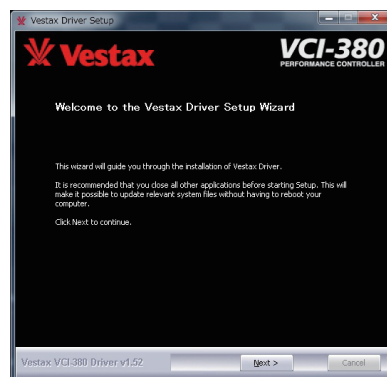 Vestax Driver Setup
Vestax
VCI-380
PERFORMANCE CONTROLLER
Welcome to the Vestax Driver Setup Wizard
This wizard will guide you through the installation of Vestax Driver.
It is recommended that you close all other applications before starting Setup. This will
make it possible to update relevant system files without having to reboot your
computer.
Click Next to continue.
Vestax VCI-380 Driver v1.52
Next >
Cancel